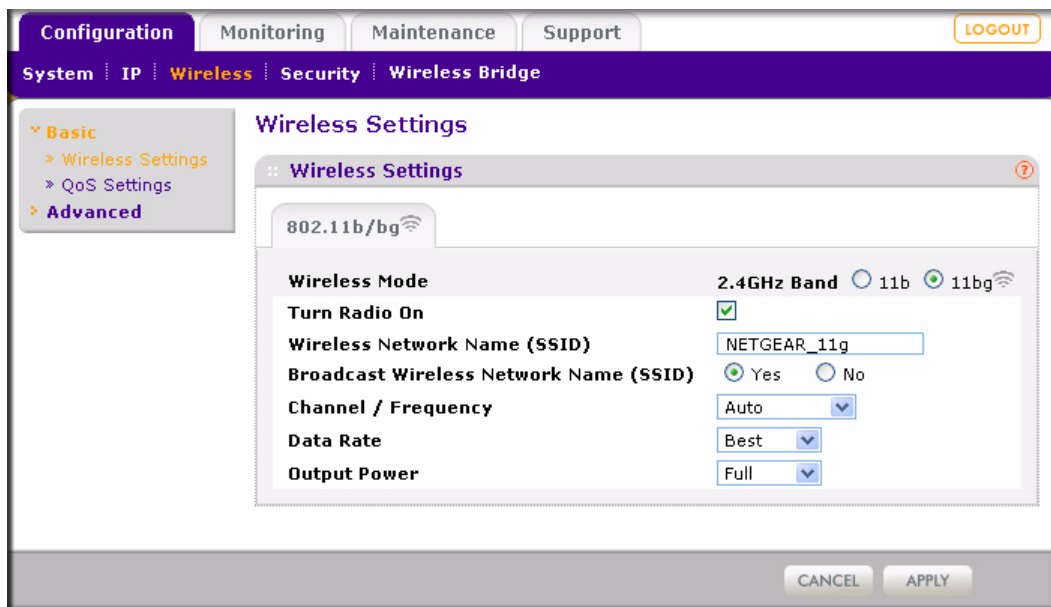 Configuration Monitoring Maintenance Support LOGOUT
System IP Wireless Security Wireless Bridge
Basic
» Wireless Settings
» QoS Settings
Advanced
Wireless Settings
:: Wireless Settings ?
802.11b/bg
Wireless Mode 2.4GHz Band 11b 11bg
Turn Radio On
Wireless Network Name (SSID) NETGEAR_11g
Broadcast Wireless Network Name (SSID) Yes No
Channel / Frequency Auto
Data Rate Best
Output Power Full
CANCEL APPLY